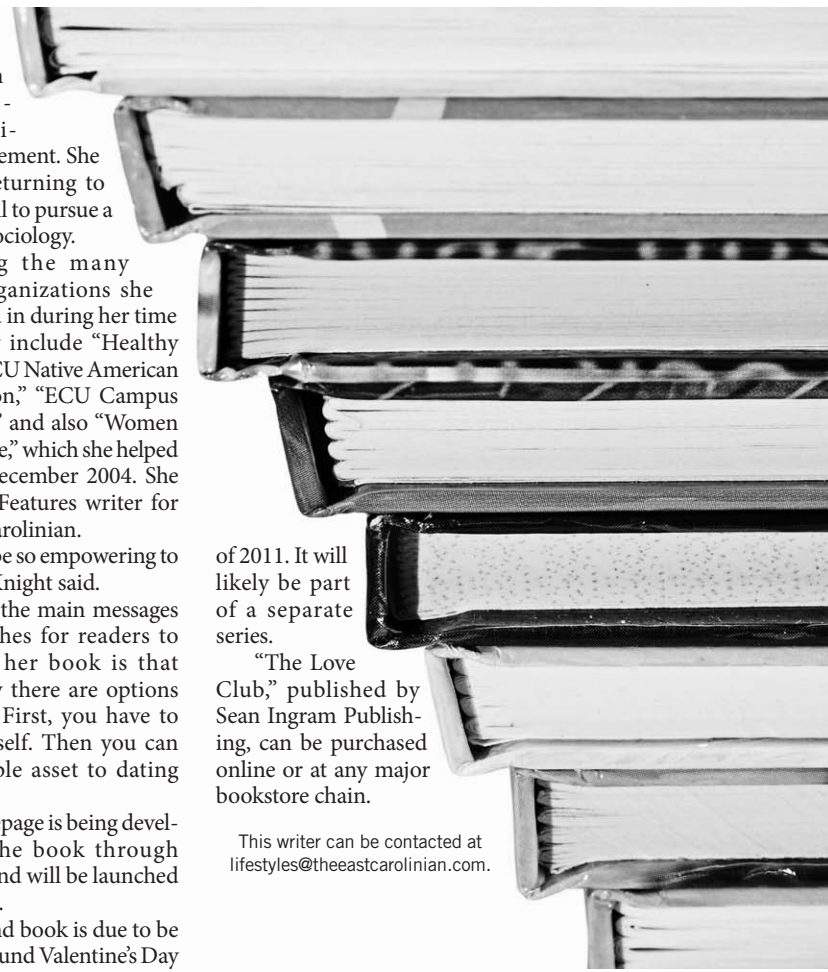 ement. She
eturning to
l to pursue a
ociology.
g the many
ganizations she
in during her time
include “Healthy
CU Native American
on,” “ECU Campus
” and also “Women
e,” which she helped
ecember 2004. She
Features writer for
arolinian.
be so empowering to
Knight said.
the main messages
hes for readers to
her book is that
y there are options
First, you have to
self. Then you can
ble asset to dating
page is being devel-
he book through
nd will be launched
.
nd book is due to be
und Valentine’s Day
of 2011. It will
likely be part
of a separate
series.
“The Love
Club,” published by
Sean Ingram Publish-
ing, can be purchased
online or at any major
bookstore chain.
This writer can be contacted at
lifestyles@theeastcarolinian.com.